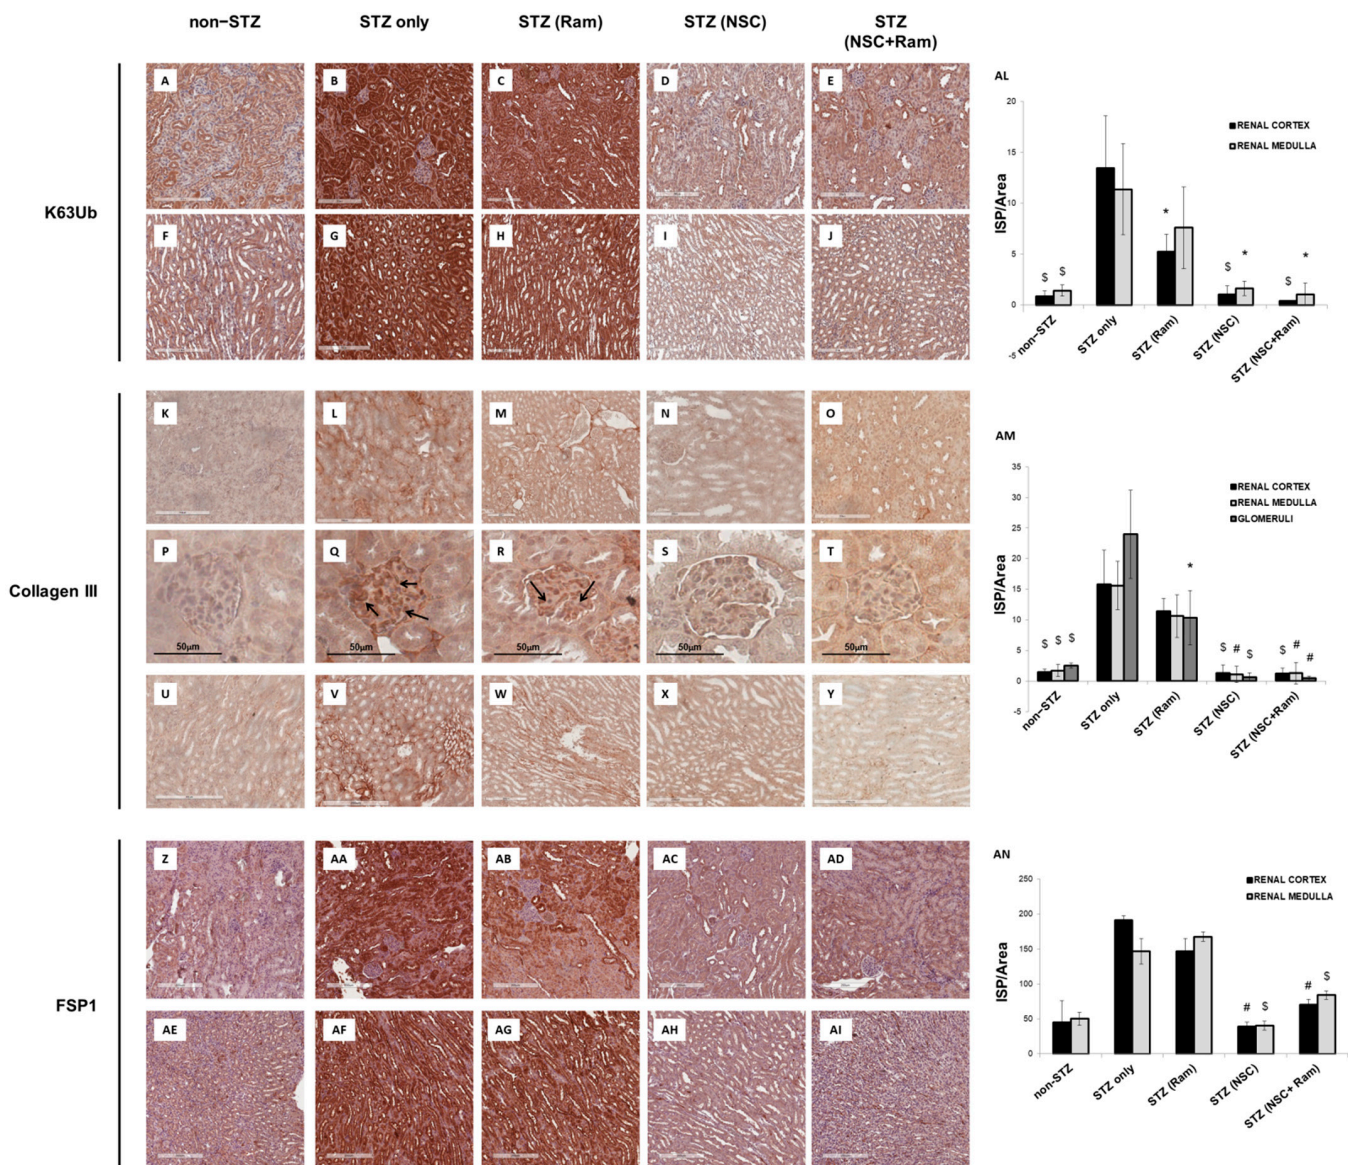 non−STZ
STZ only
STZ (Ram)
STZ (NSC)
STZ
(NSC+Ram)
K63Ub
A
B
C
D
E
F
G
H
I
J
AL
20
15
10
5
0
-5
ISP/Area
RENAL CORTEX
RENAL MEDULLA
$ $
*
$ *
$ *
non−STZ
STZ only
STZ (Ram)
STZ (NSC)
STZ (NSC+Ram)
Collagen III
K
L
M
N
O
P
Q
R
S
T
50µm
50µm
50µm
50µm
50µm
U
V
W
X
Y
AM
35
30
25
20
15
10
5
0
-5
ISP/Area
RENAL CORTEX
RENAL MEDULLA
GLOMERULI
$ $ $
*
$ # $
$ # #
non−STZ
STZ only
STZ (Ram)
STZ (NSC)
STZ (NSC+Ram)
FSP1
Z
AA
AB
AC
AD
AE
AF
AG
AH
AI
AN
250
200
150
100
50
0
ISP/Area
RENAL CORTEX
RENAL MEDULLA
# $
# $
non-STZ
STZ only
STZ (Ram)
STZ (NSC)
STZ (NSC+ Ram)